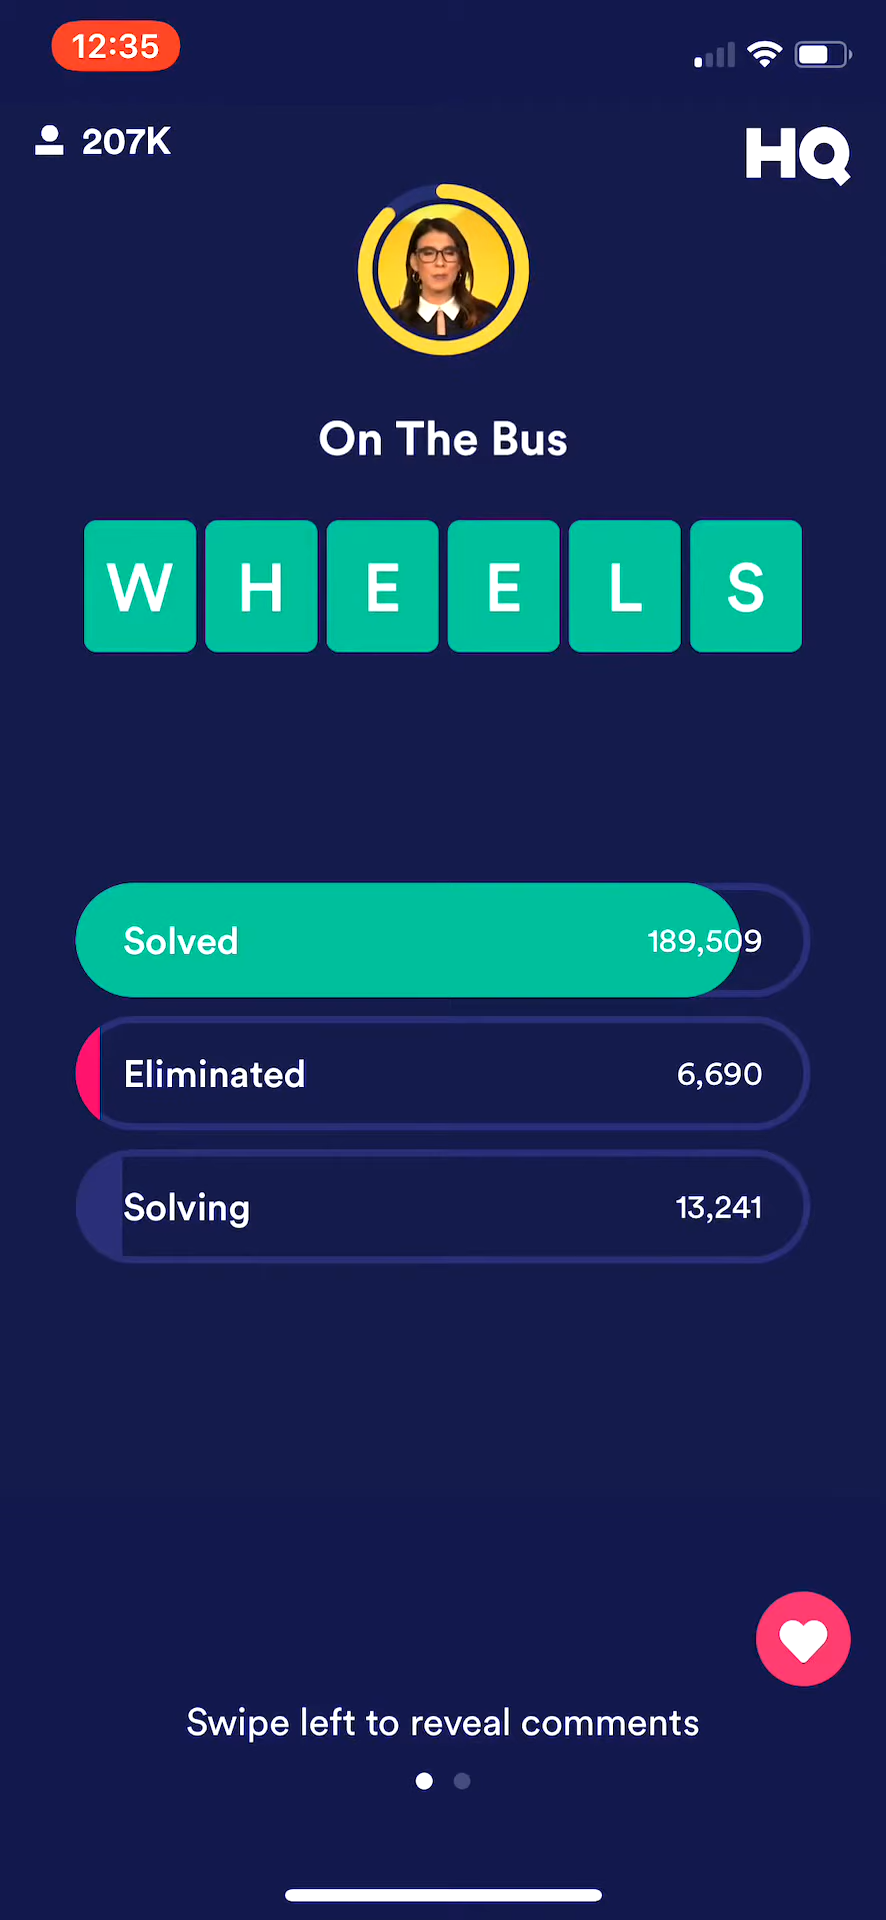 12:35
207K
HQ
On The Bus
WHEELS
Solved 189,509
Eliminated 6,690
Solving 13,241
Swipe left to reveal comments